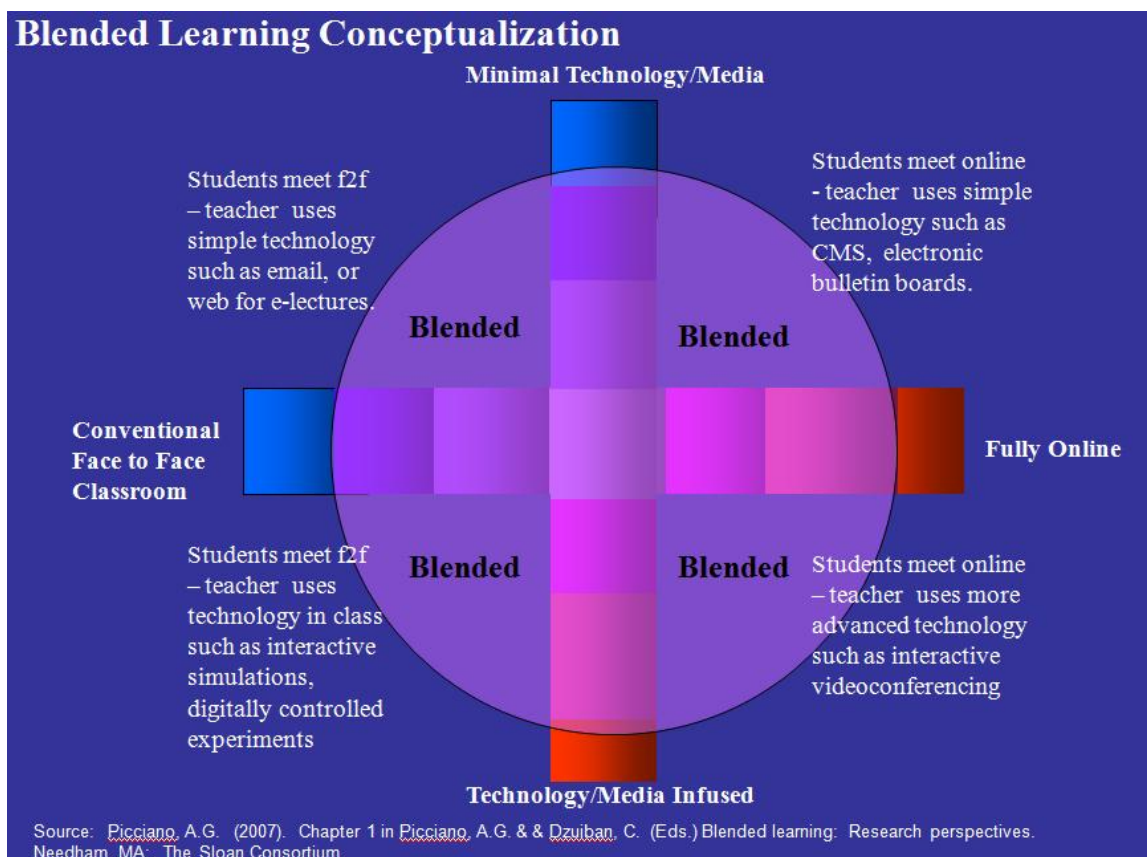 Blended Learning Conceptualization
Minimal Technology/Media
Students meet f2f
– teacher uses
simple technology
such as email, or
web for e-lectures.
Students meet online
- teacher uses simple
technology such as
CMS, electronic
bulletin boards.
Blended
Blended
Conventional
Face to Face
Classroom
Fully Online
Students meet f2f
– teacher uses
technology in class
such as interactive
simulations,
digitally controlled
experiments
Blended
Blended
Students meet online
– teacher uses more
advanced technology
such as interactive
videoconferencing
Technology/Media Infused
Source: Picciano, A.G. (2007). Chapter 1 in Picciano, A.G. & & Dzuiban, C. (Eds.) Blended learning: Research perspectives.
Needham, MA: The Sloan Consortium